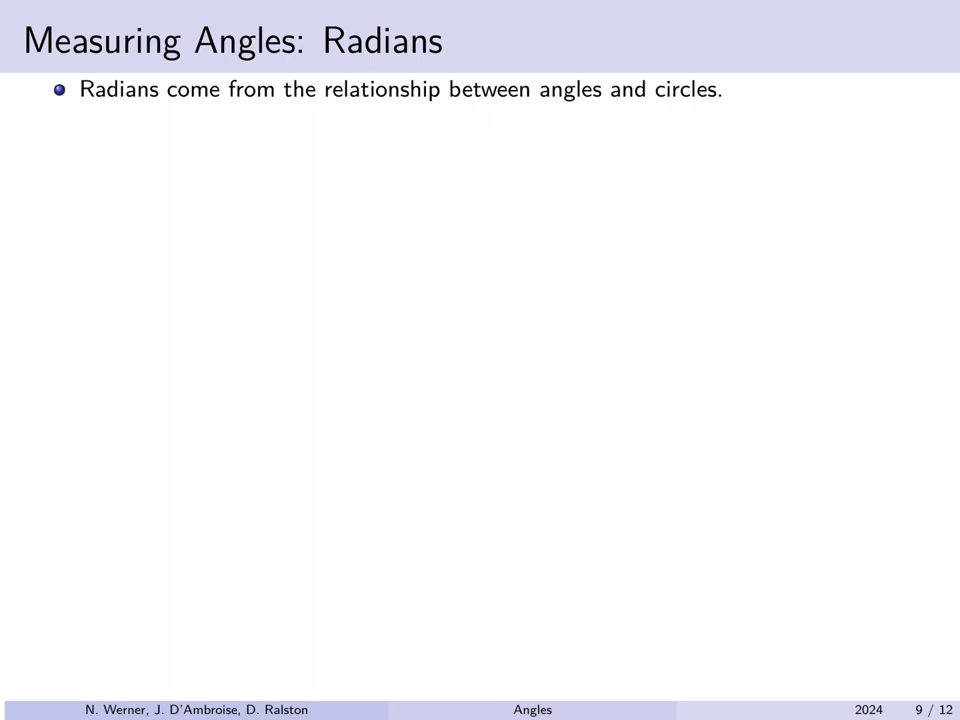 Measuring Angles: Radians
Radians come from the relationship between angles and circles.
N. Werner, J. D'Ambroise, D. Ralston Angles 2024 9 / 12